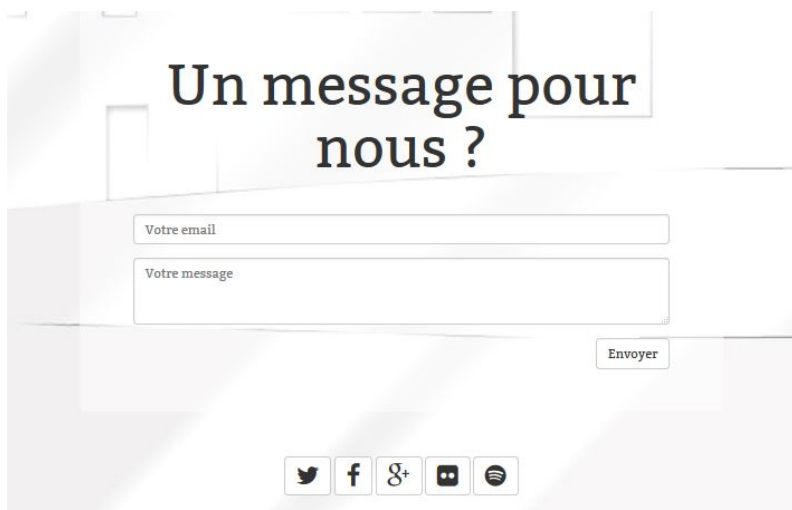 Un message pour
nous ?
Votre email
Votre message
Envoyer